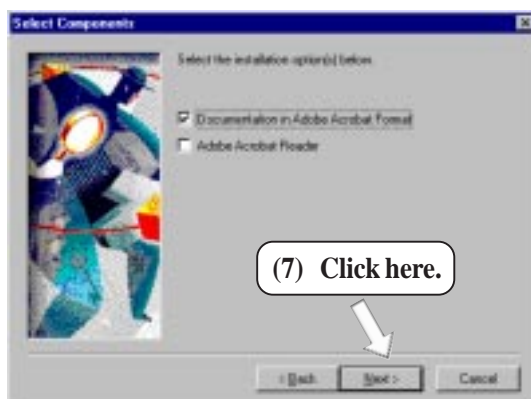 Select Components
Select the installation option(s) below.
Documentation in Adobe Acrobat Format
Adobe Acrobat Reader
(7) Click here.
< Back
Next >
Cancel